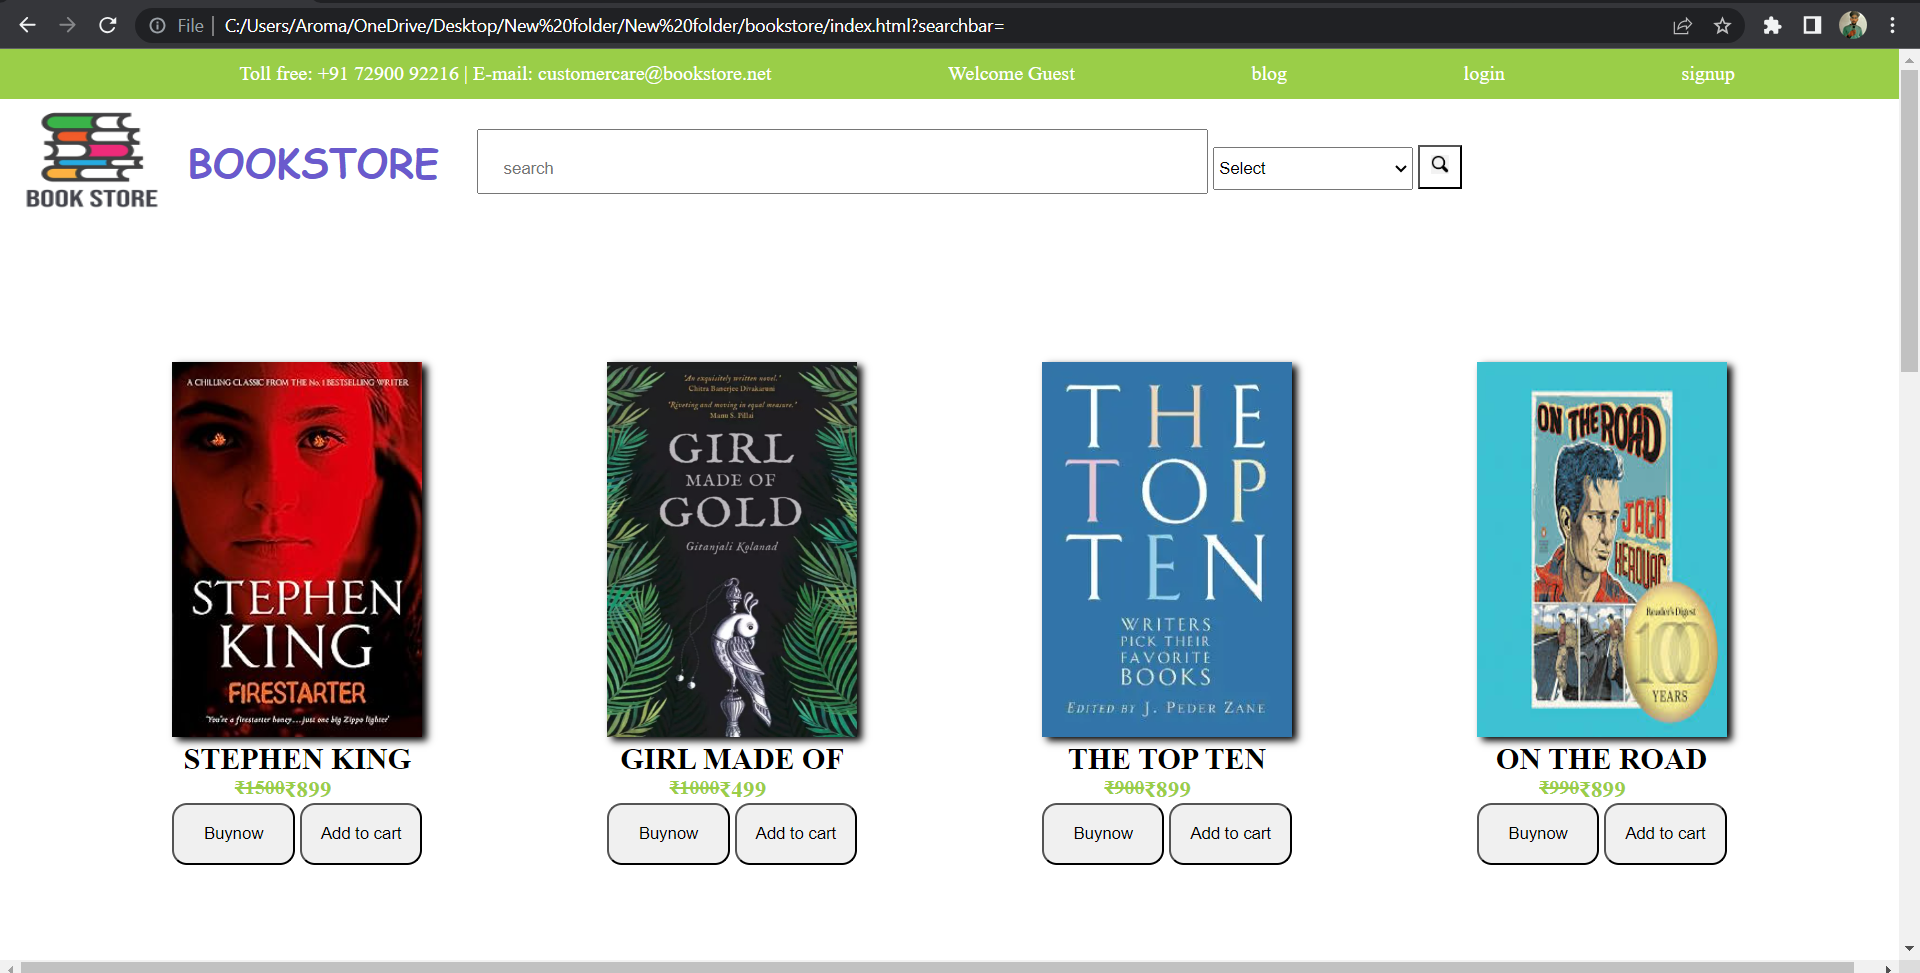 File | C:/Users/Aroma/OneDrive/Desktop/New%20folder/New%20folder/bookstore/index.html?searchbar=
Toll free: +91 72900 92216 | E-mail: customercare@bookstore.net Welcome Guest blog login signup
BOOK STORE
BOOKSTORE
search Select
A CHILLING CLASSIC FROM THE No. 1 BESTSELLING WRITER
STEPHEN
KING
FIRESTARTER
'You're a firestarter honey...just one big Zippo lighter'
STEPHEN KING
₹1500₹899
Buynow Add to cart
"An exquisitely written novel."
Chitra Banerjee Divakaruni
"Riveting and moving in equal measure."
Manu S. Pillai
GIRL
MADE OF
GOLD
Gitanjali Kolanad
GIRL MADE OF
₹1000₹499
Buynow Add to cart
THE
TOP
TEN
WRITERS
PICK THEIR
FAVORITE
BOOKS
EDITED BY J. PEDER ZANE
THE TOP TEN
₹900₹899
Buynow Add to cart
ON THE ROAD
JACK
KEROUAC
Reader's Digest
100
YEARS
ON THE ROAD
₹990₹899
Buynow Add to cart